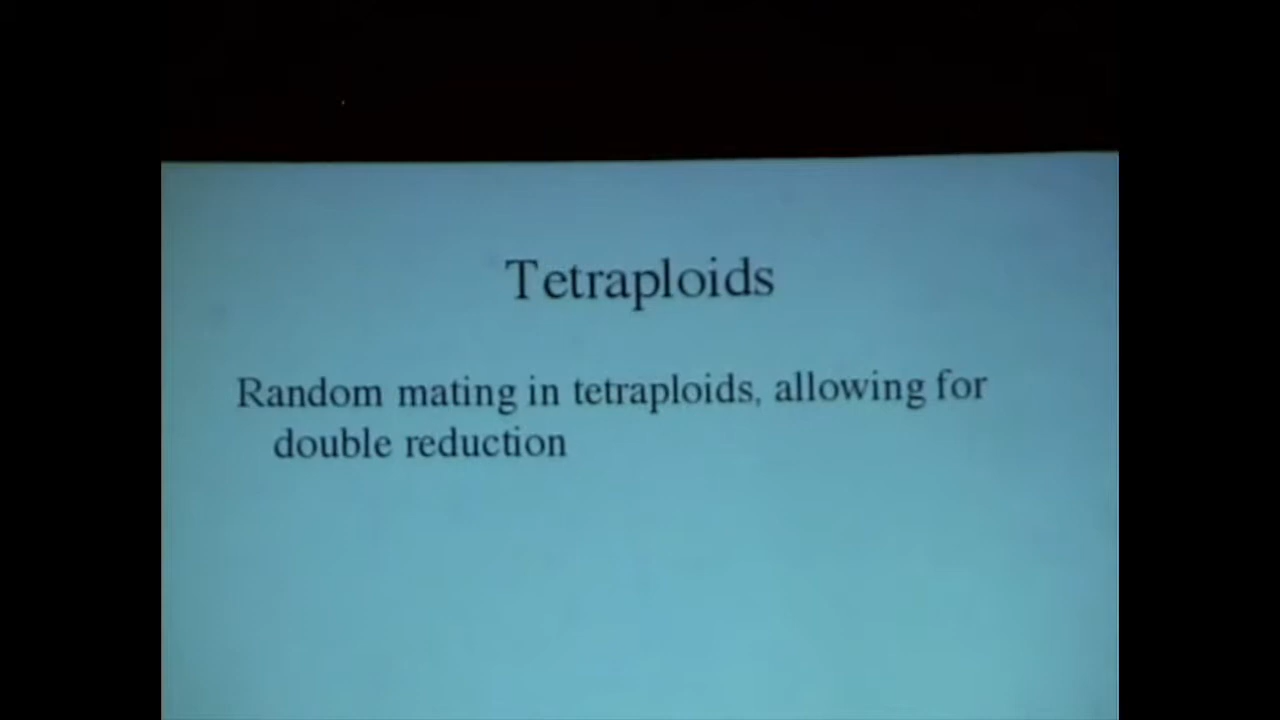 Tetraploids
Random mating in tetraploids, allowing for
double reduction